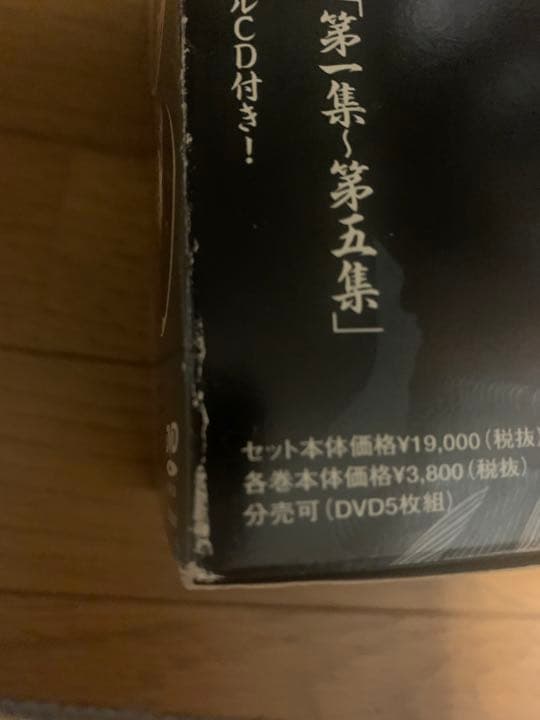 「第一集〜第五集」
ルCD付き！
セット本体価格¥19,000(税抜)
各巻本体価格¥3,800(税抜)
分売可(DVD5枚組)